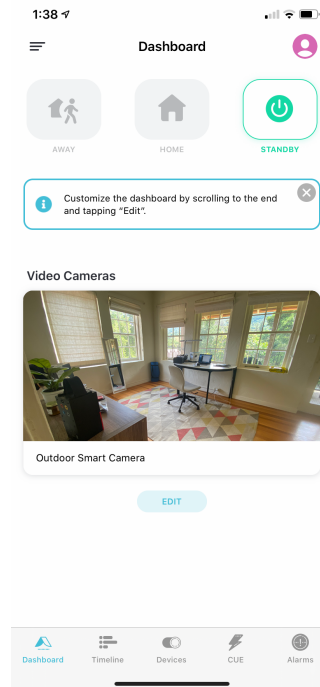 1:38
Dashboard
AWAY
HOME
STANDBY
Customize the dashboard by scrolling to the end
and tapping “Edit”.
Video Cameras
Outdoor Smart Camera
EDIT
Dashboard
Timeline
Devices
CUE
Alarms